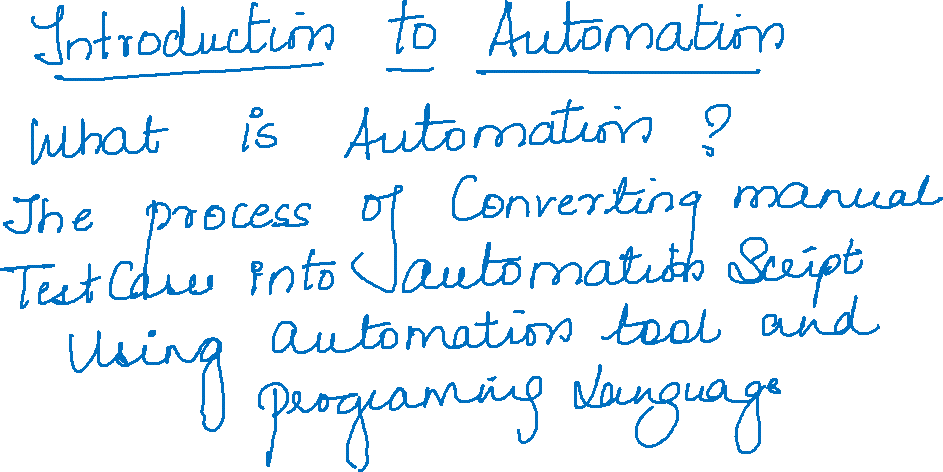 Introduction to Automation
What is Automation ?
The process of Converting manual
Test Cases into automation Script
Using automation tool and
programing Language